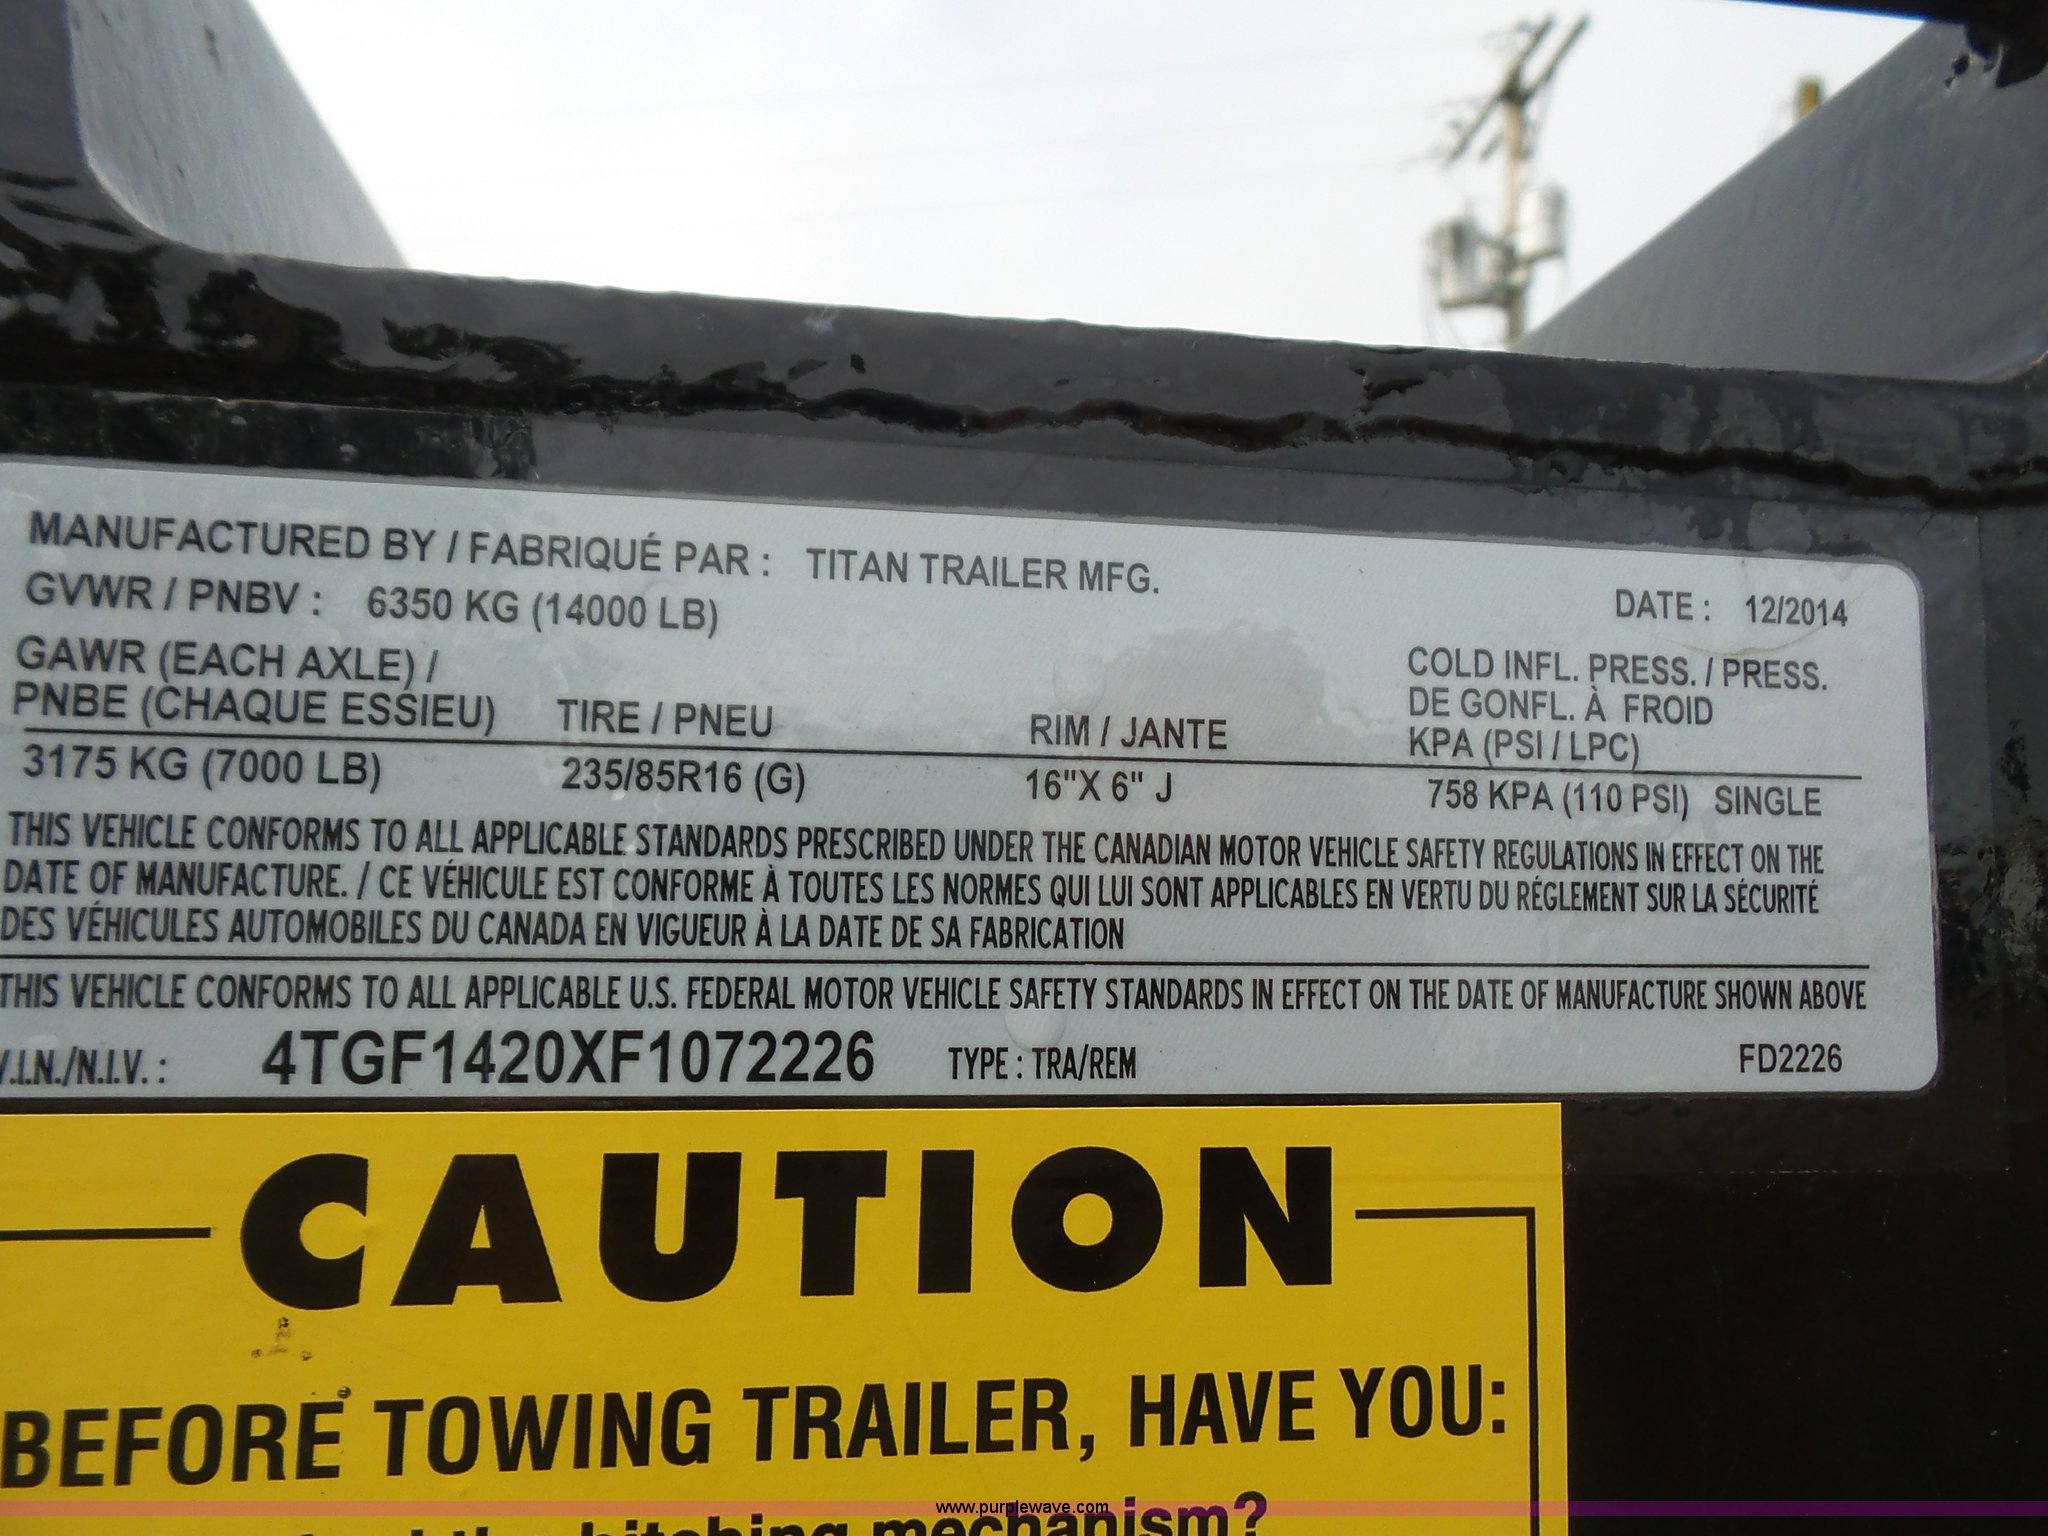 MANUFACTURED BY / FABRIQUÉ PAR : TITAN TRAILER MFG.
GVWR / PNBV : 6350 KG (14000 LB) DATE : 12/2014
GAWR (EACH AXLE) /
PNBE (CHAQUE ESSIEU) TIRE / PNEU RIM / JANTE
COLD INFL. PRESS. / PRESS.
DE GONFL. À FROID
KPA (PSI / LPC)
3175 KG (7000 LB) 235/85R16 (G) 16"X 6" J 758 KPA (110 PSI) SINGLE
THIS VEHICLE CONFORMS TO ALL APPLICABLE STANDARDS PRESCRIBED UNDER THE CANADIAN MOTOR VEHICLE SAFETY REGULATIONS IN EFFECT ON THE
DATE OF MANUFACTURE. / CE VÉHICULE EST CONFORME À TOUTES LES NORMES QUI LUI SONT APPLICABLES EN VERTU DU RÉGLEMENT SUR LA SÉCURITÉ
DES VÉHICULES AUTOMOBILES DU CANADA EN VIGUEUR À LA DATE DE SA FABRICATION
THIS VEHICLE CONFORMS TO ALL APPLICABLE U.S. FEDERAL MOTOR VEHICLE SAFETY STANDARDS IN EFFECT ON THE DATE OF MANUFACTURE SHOWN ABOVE
V.I.N./N.I.V. : 4TGF1420XF1072226 TYPE : TRA/REM FD2226
CAUTION
BEFORE TOWING TRAILER, HAVE YOU:
the hitching mechanism?
www.purplewave.com